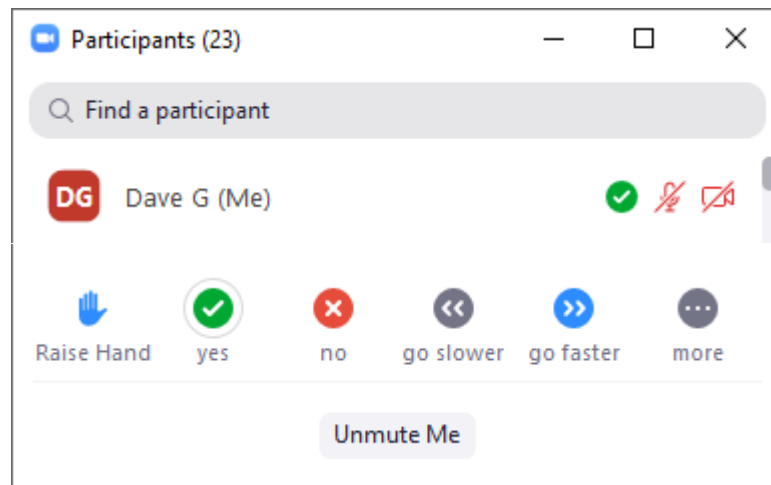 Participants (23)
Find a participant
DG Dave G (Me)
Raise Hand yes no go slower go faster more
Unmute Me